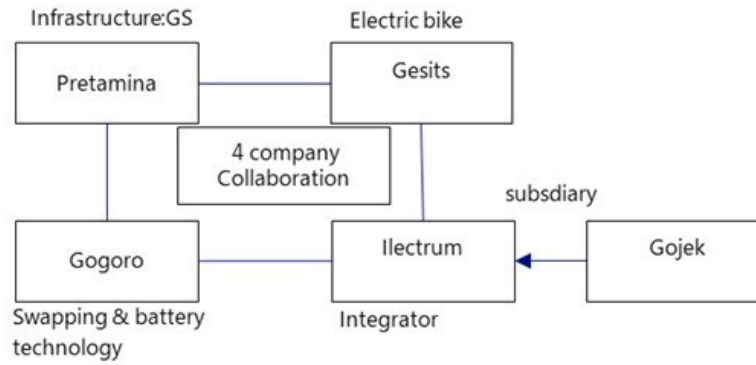 Infrastructure:GS
Electric bike
Pretamina
Gesits
4 company
Collaboration
subsdiary
Gogoro
Ilectrum
Gojek
Swapping & battery
technology
Integrator